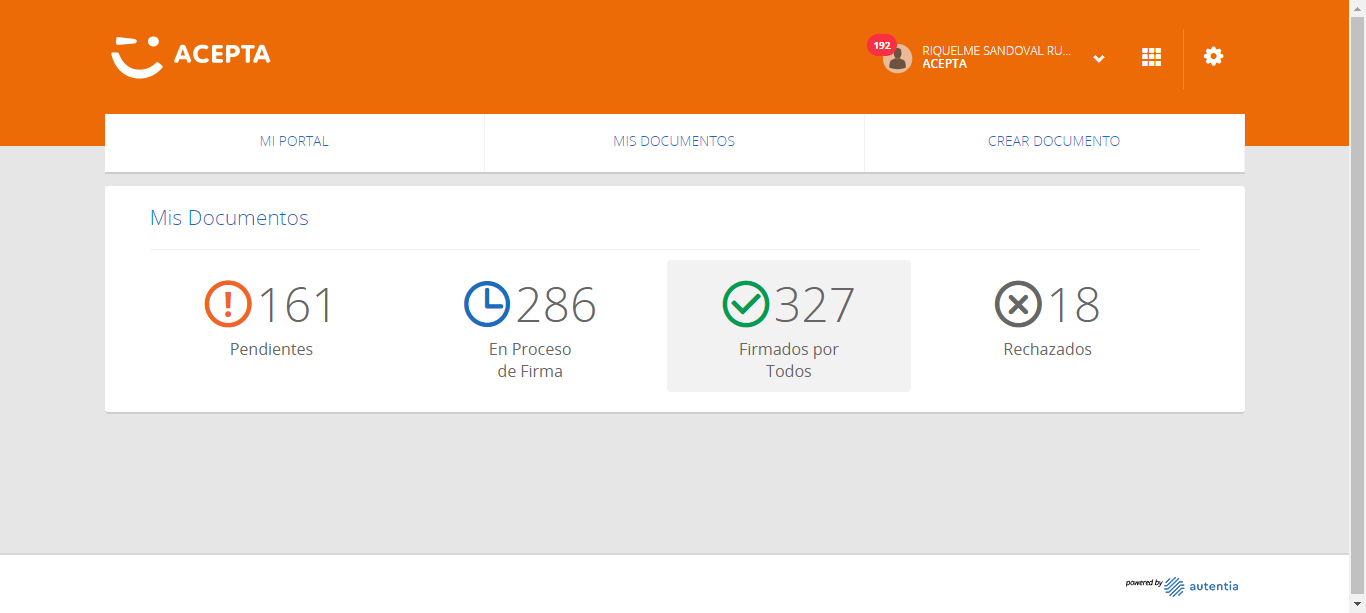 ACEPTA
192
RIQUELME SANDOVAL RU...
ACEPTA
MI PORTAL
MIS DOCUMENTOS
CREAR DOCUMENTO
Mis Documentos
161
Pendientes
286
En Proceso
de Firma
327
Firmados por
Todos
18
Rechazados
powered by autentia